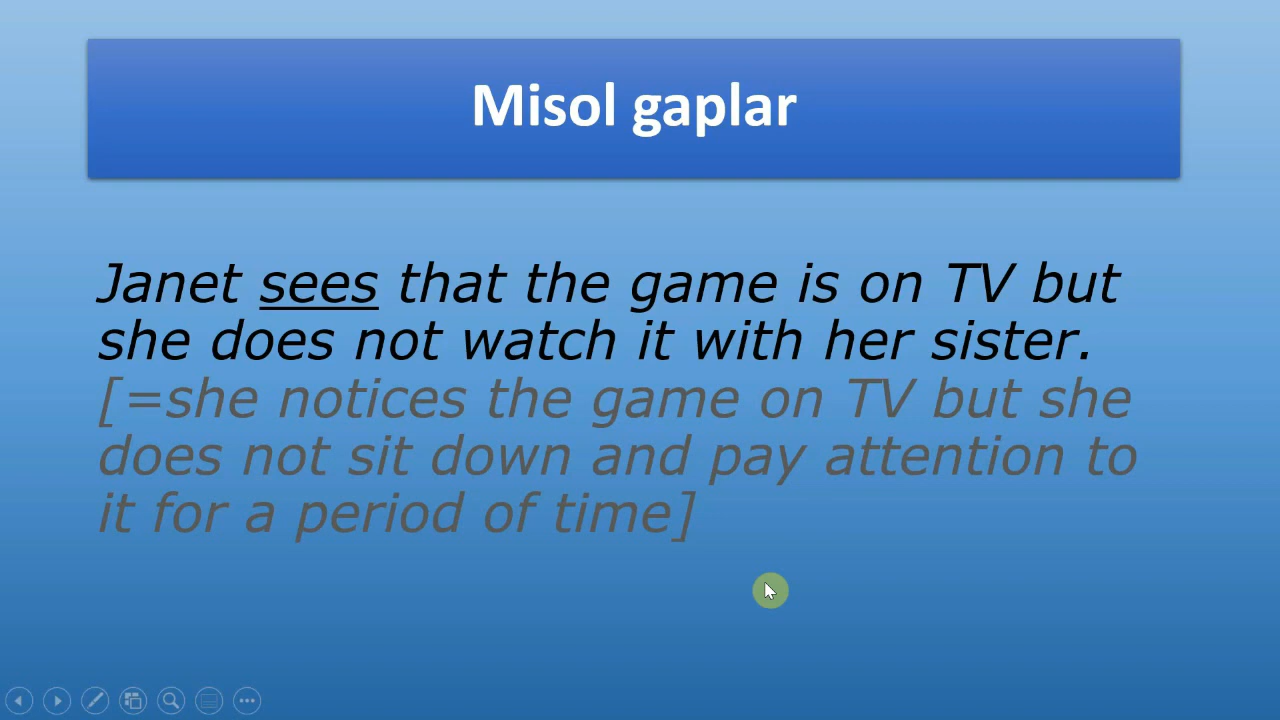 Misol gaplar
Janet sees that the game is on TV but
she does not watch it with her sister.
[=she notices the game on TV but she
does not sit down and pay attention to
it for a period of time]